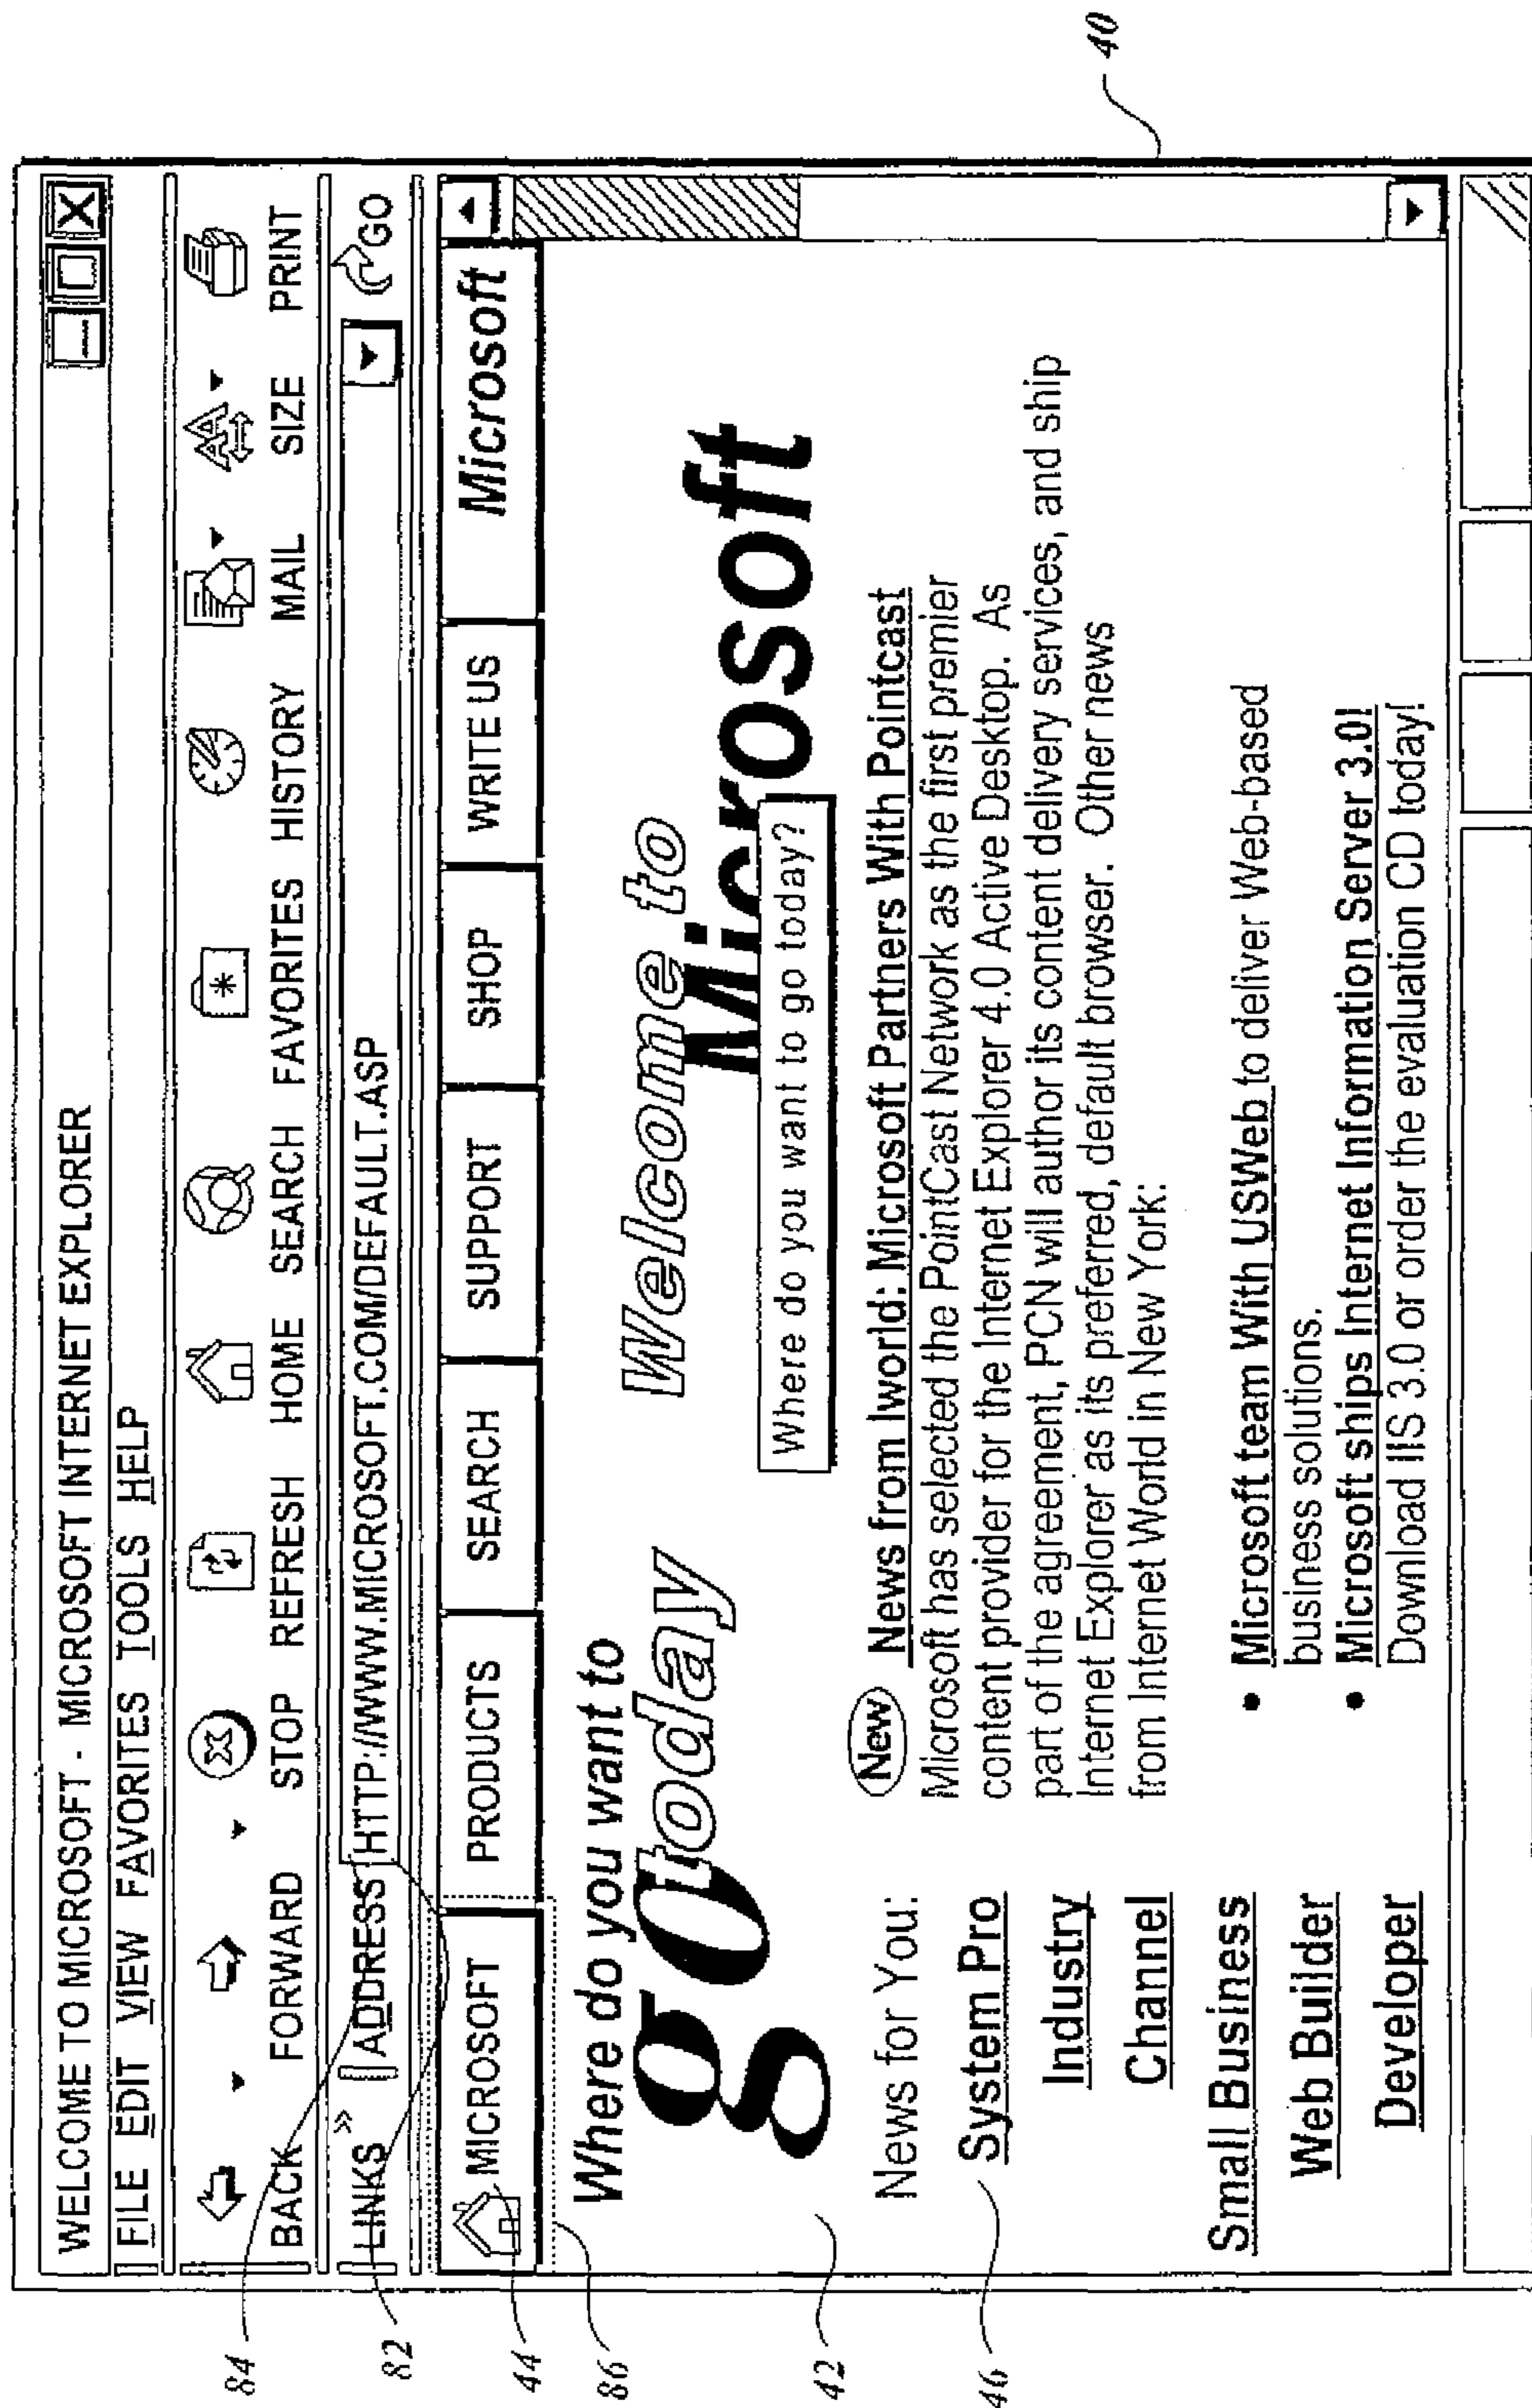 WELCOME TO MICROSOFT - MICROSOFT INTERNET EXPLORER
FILE EDIT VIEW FAVORITES TOOLS HELP
BACK FORWARD STOP REFRESH HOME SEARCH FAVORITES HISTORY MAIL SIZE PRINT
LINKS » ADDRESS HTTP://WWW.MICROSOFT.COM/DEFAULT.ASP GO
MICROSOFT PRODUCTS SEARCH SUPPORT SHOP WRITE US Microsoft
Where do you want to
go today
Welcome to
Microsoft
Where do you want to go today?
News for You:
System Pro
Industry
Channel
Small Business
Web Builder
Developer
New News from Iworld: Microsoft Partners With Pointcast
Microsoft has selected the PointCast Network as the first premier
content provider for the Internet Explorer 4.0 Active Desktop. As
part of the agreement, PCN will author its content delivery services, and ship
Internet Explorer as its preferred, default browser. Other news
from Internet World in New York:
• Microsoft team With USWeb to deliver Web-based
business solutions.
• Microsoft ships Internet Information Server 3.0!
Download IIS 3.0 or order the evaluation CD today!
84
82
44
86
42
46
40